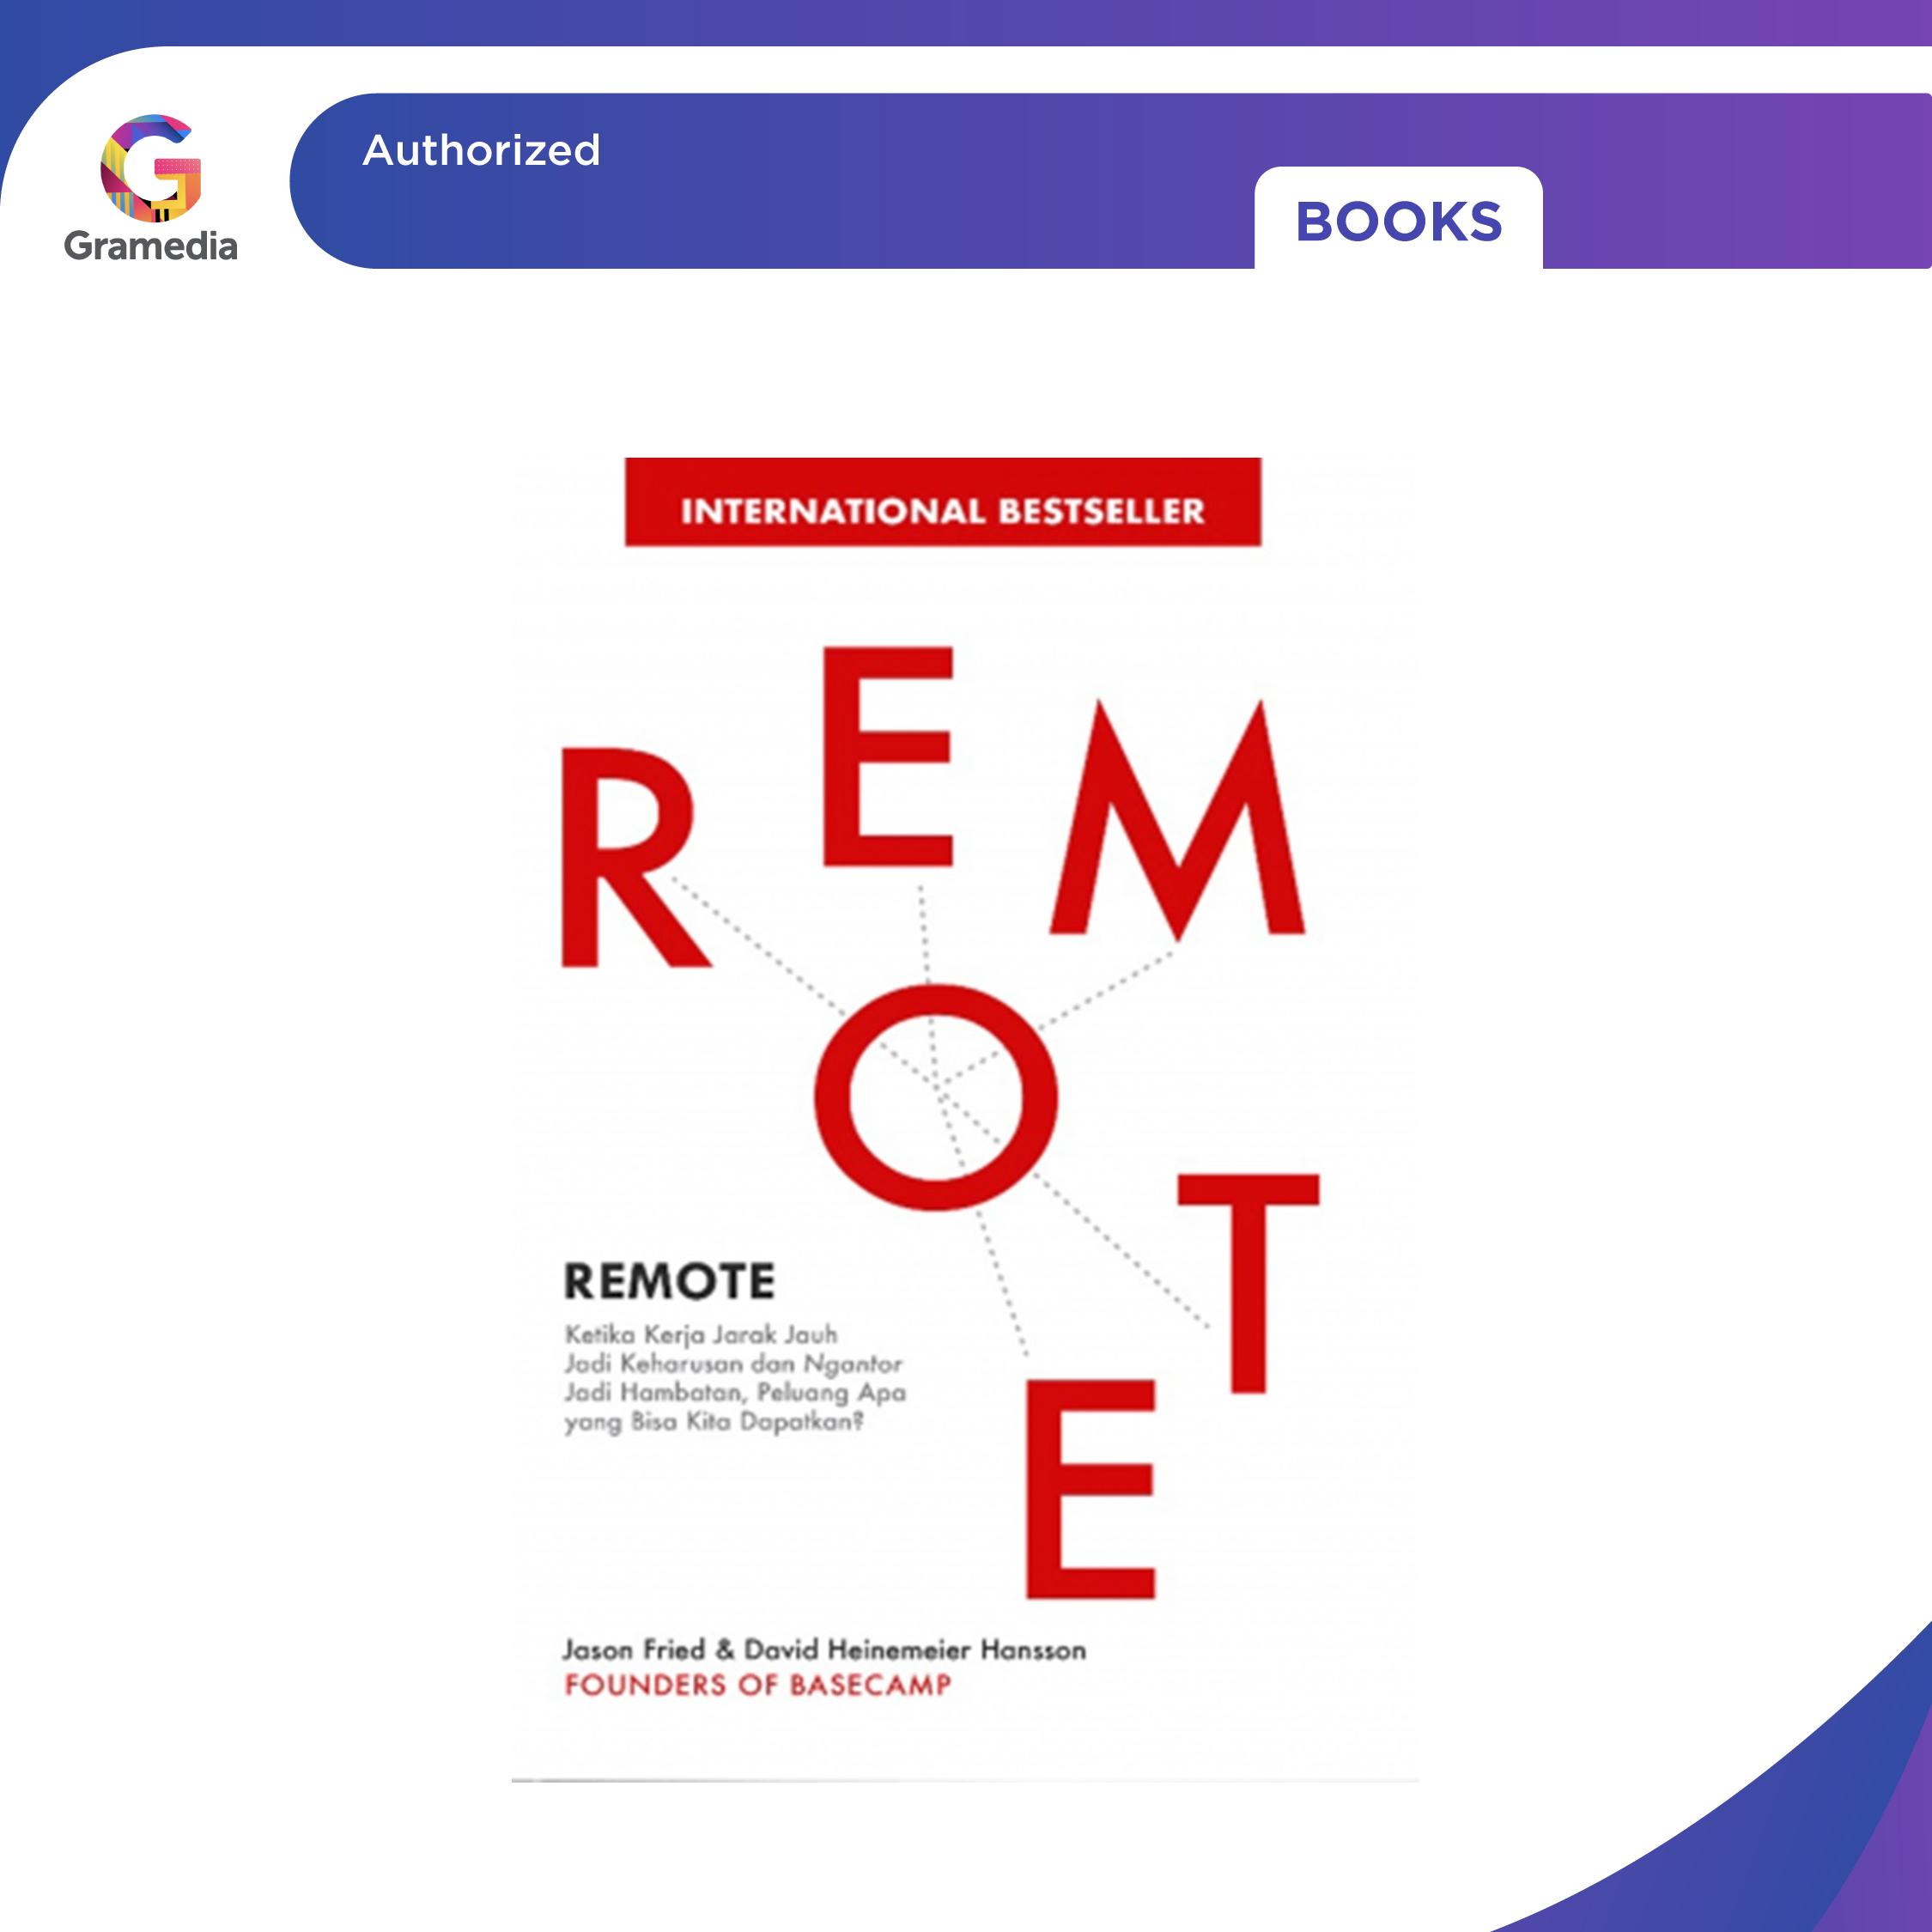 Gramedia
Authorized
BOOKS
INTERNATIONAL BESTSELLER
REMOTE
REMOTE
Ketika Kerja Jarak Jauh
Jadi Keharusan dan Ngantor
Jadi Hambatan, Peluang Apa
yang Bisa Kita Dapatkan?
Jason Fried & David Heinemeier Hansson
FOUNDERS OF BASECAMP